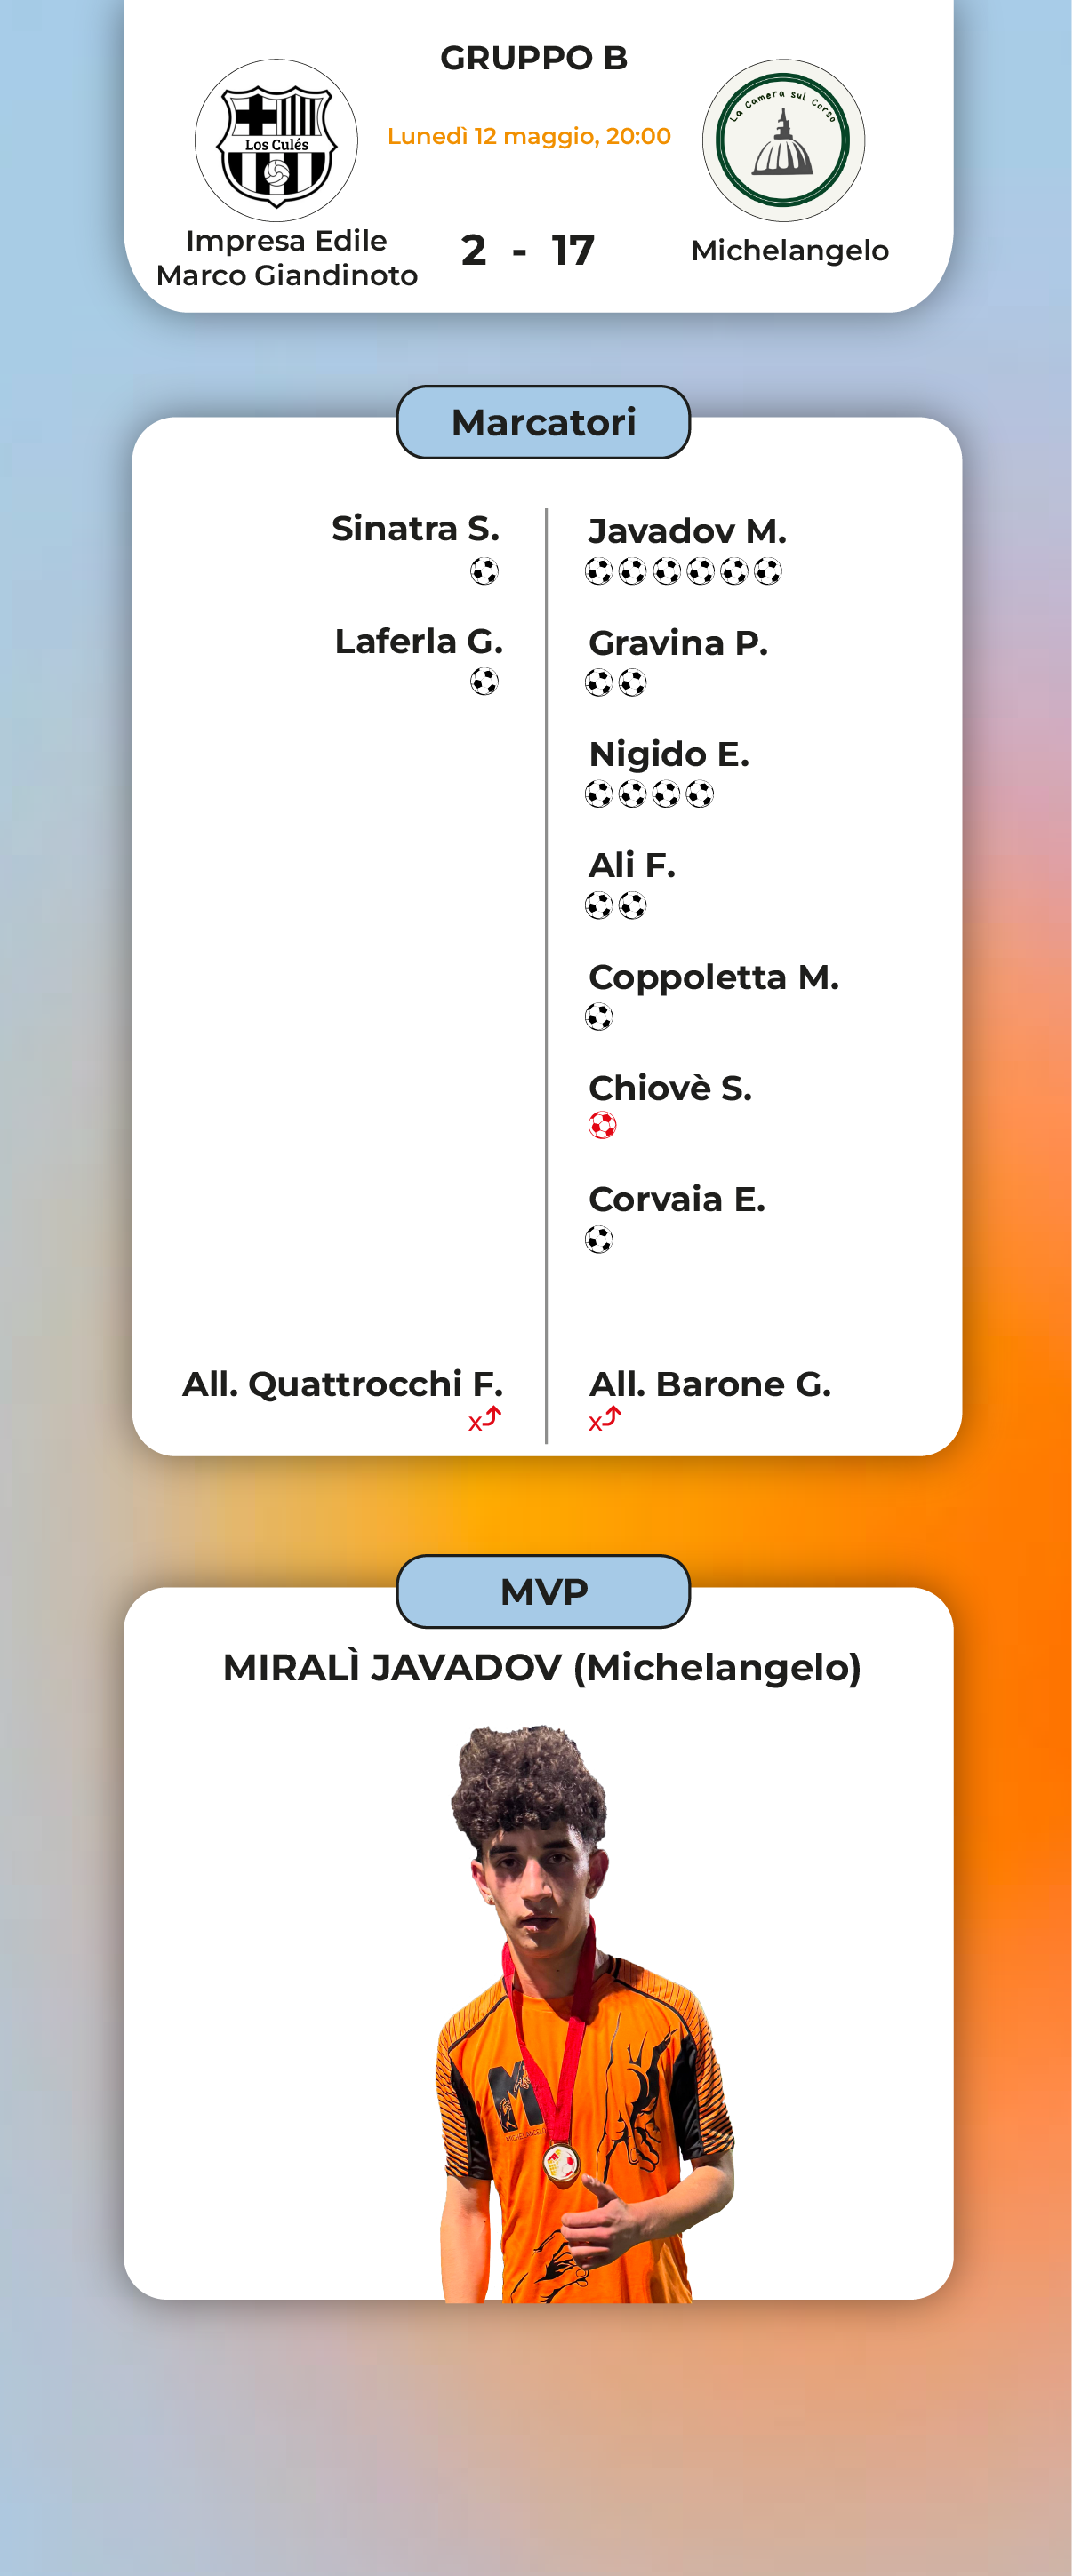 GRUPPO B
Los Culés
Lunedì 12 maggio, 20:00
La Camera sul Corso
Impresa Edile
Marco Giandinoto
2 - 17
Michelangelo
Marcatori
Sinatra S.
Javadov M.
Laferla G.
Gravina P.
Nigido E.
Ali F.
Coppoletta M.
Chiovè S.
Corvaia E.
All. Quattrocchi F.
All. Barone G.
x
x
MVP
MIRALÌ JAVADOV (Michelangelo)
M
MICHELANGELO